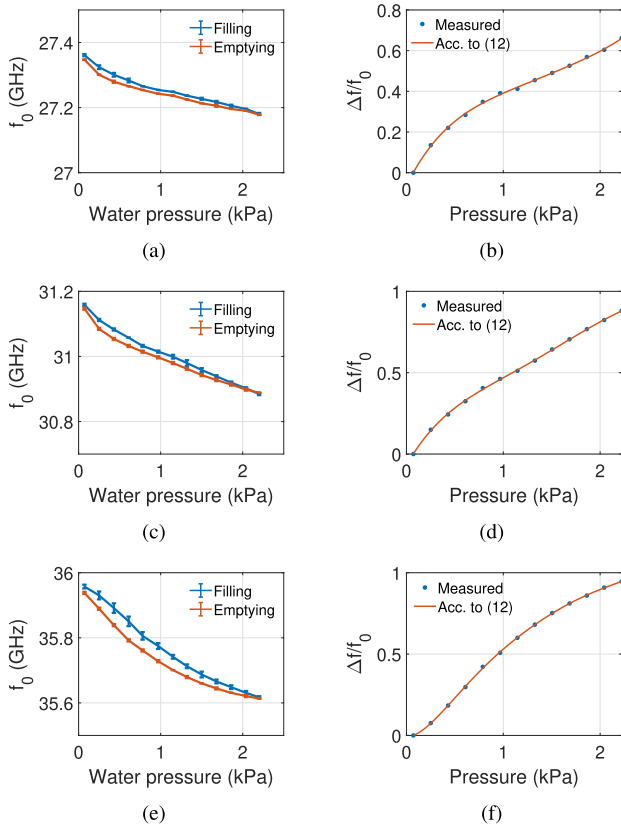 27.4
27.2
27
f0 (GHz)
Filling
Emptying
0
1
2
Water pressure (kPa)
(a)
0.8
0.6
0.4
0.2
0
Δf/f0
Measured
Acc. to (12)
0
1
2
Pressure (kPa)
(b)
31.2
31
30.8
f0 (GHz)
Filling
Emptying
0
1
2
Water pressure (kPa)
(c)
1
0.5
0
Δf/f0
Measured
Acc. to (12)
0
1
2
Pressure (kPa)
(d)
36
35.8
35.6
f0 (GHz)
Filling
Emptying
0
1
2
Water pressure (kPa)
(e)
1
0.5
0
Δf/f0
Measured
Acc. to (12)
0
1
2
Pressure (kPa)
(f)